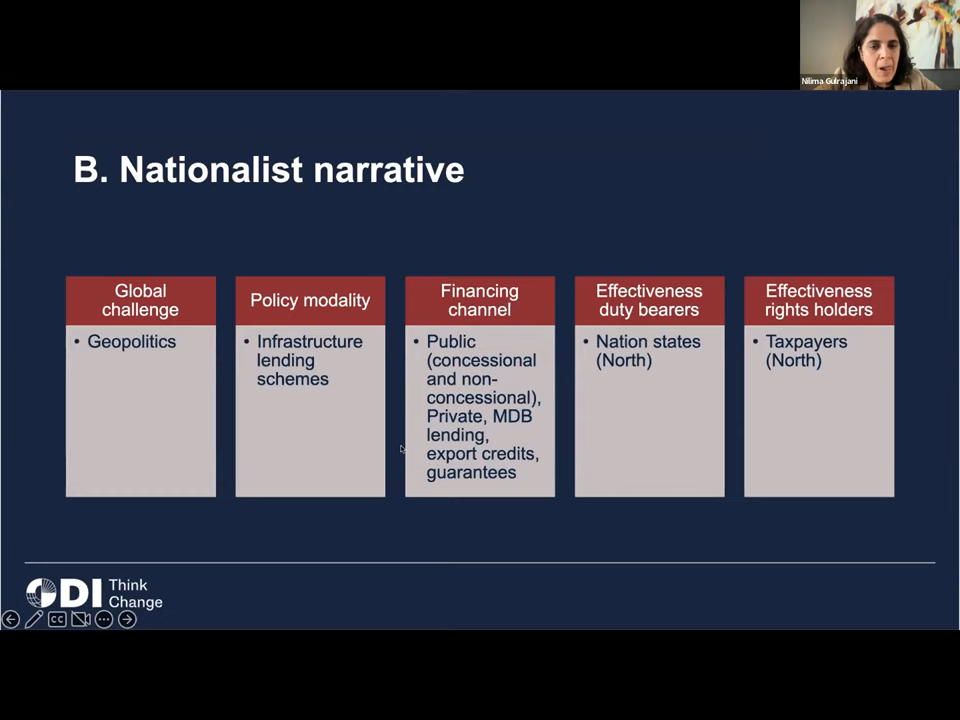 Nilima Gulrajani
B. Nationalist narrative
Global
challenge
• Geopolitics
Policy modality
• Infrastructure
lending
schemes
Financing
channel
• Public
(concessional
and non-
concessional),
Private, MDB
lending,
export credits,
guarantees
Effectiveness
duty bearers
• Nation states
(North)
Effectiveness
rights holders
• Taxpayers
(North)
ODI Think
Change
CC